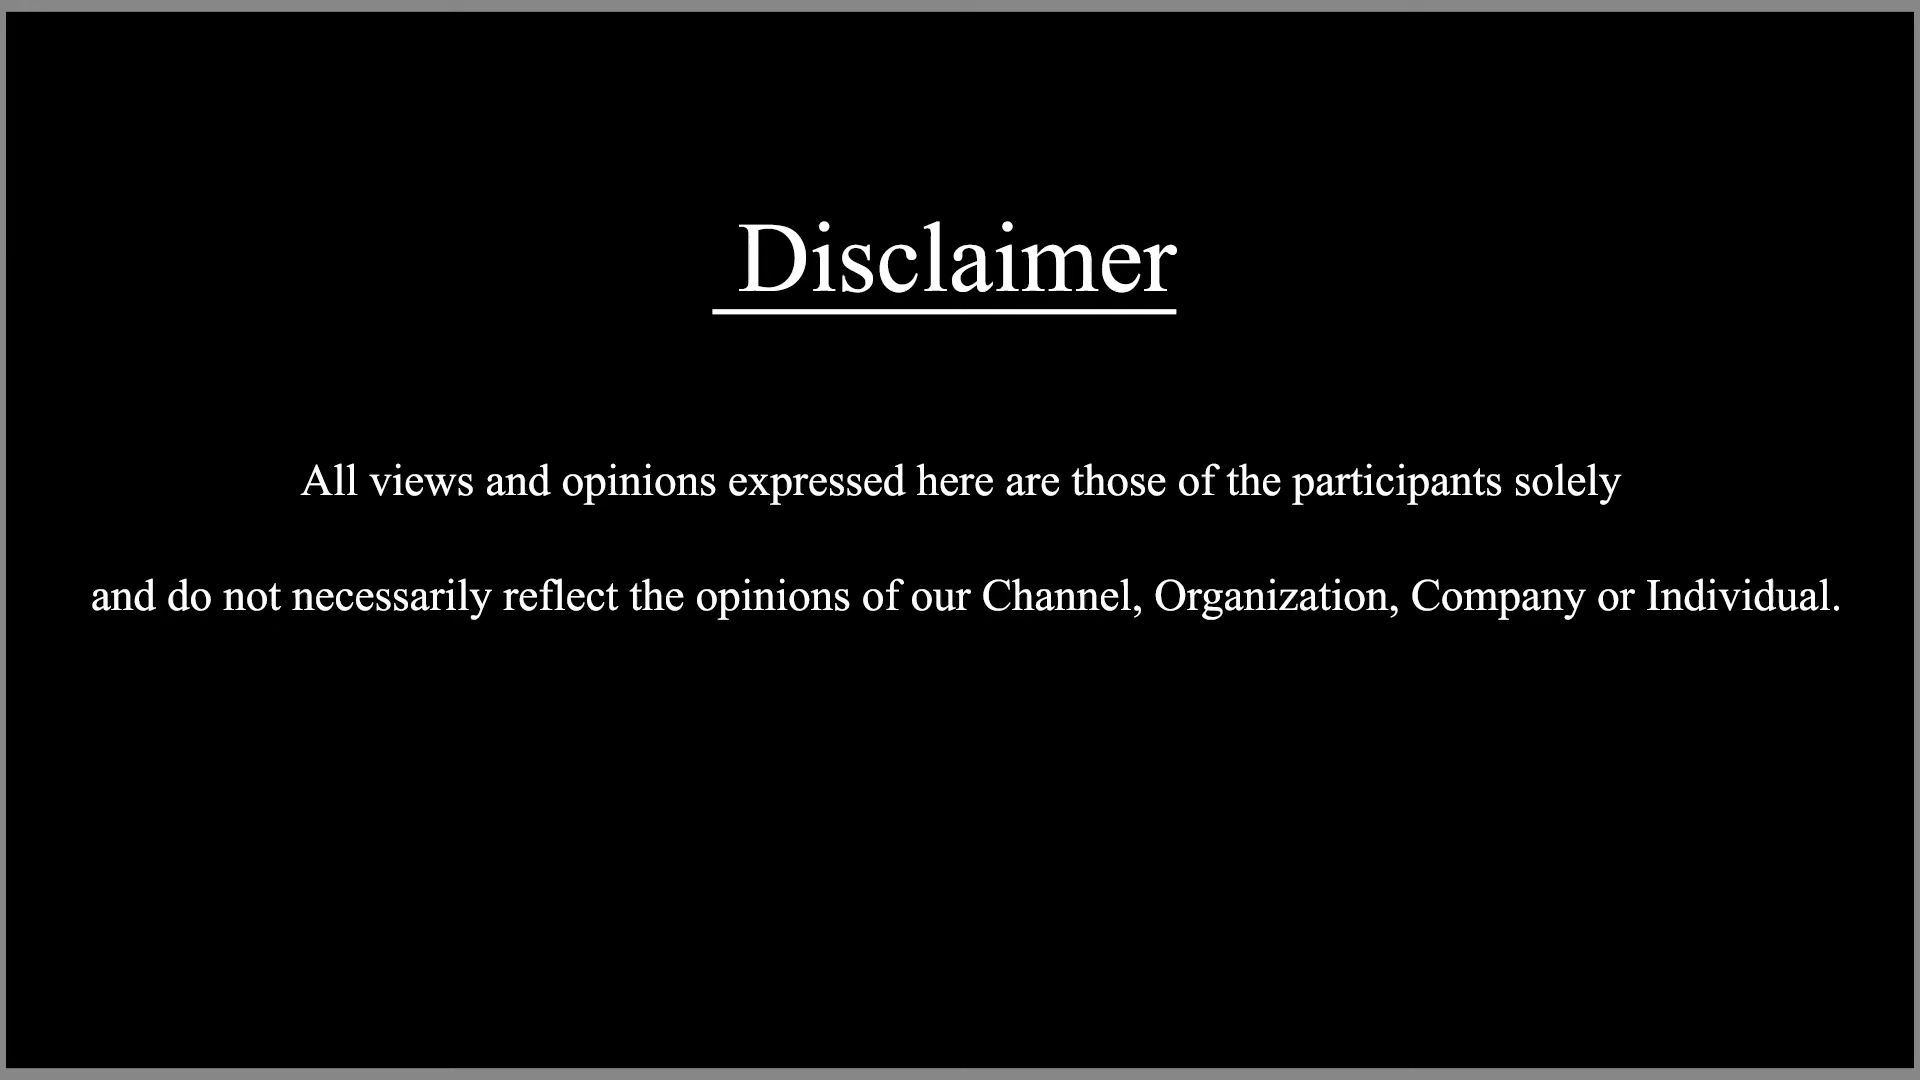 Disclaimer
All views and opinions expressed here are those of the participants solely
and do not necessarily reflect the opinions of our Channel, Organization, Company or Individual.